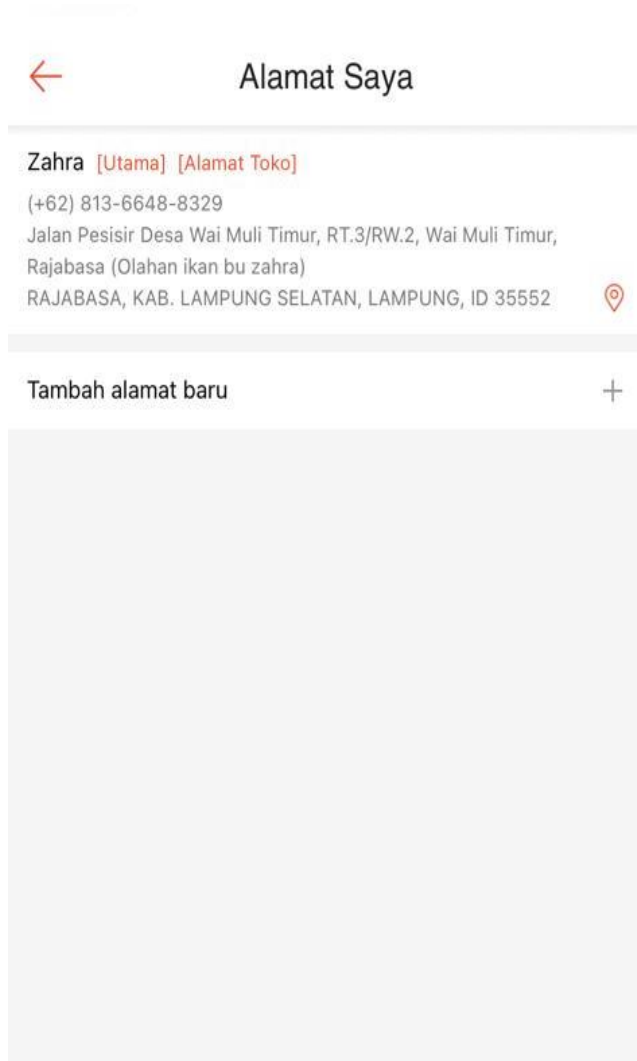 Alamat Saya
Zahra [Utama] [Alamat Toko]
(+62) 813-6648-8329
Jalan Pesisir Desa Wai Muli Timur, RT.3/RW.2, Wai Muli Timur,
Rajabasa (Olahan ikan bu zahra)
RAJABASA, KAB. LAMPUNG SELATAN, LAMPUNG, ID 35552
Tambah alamat baru